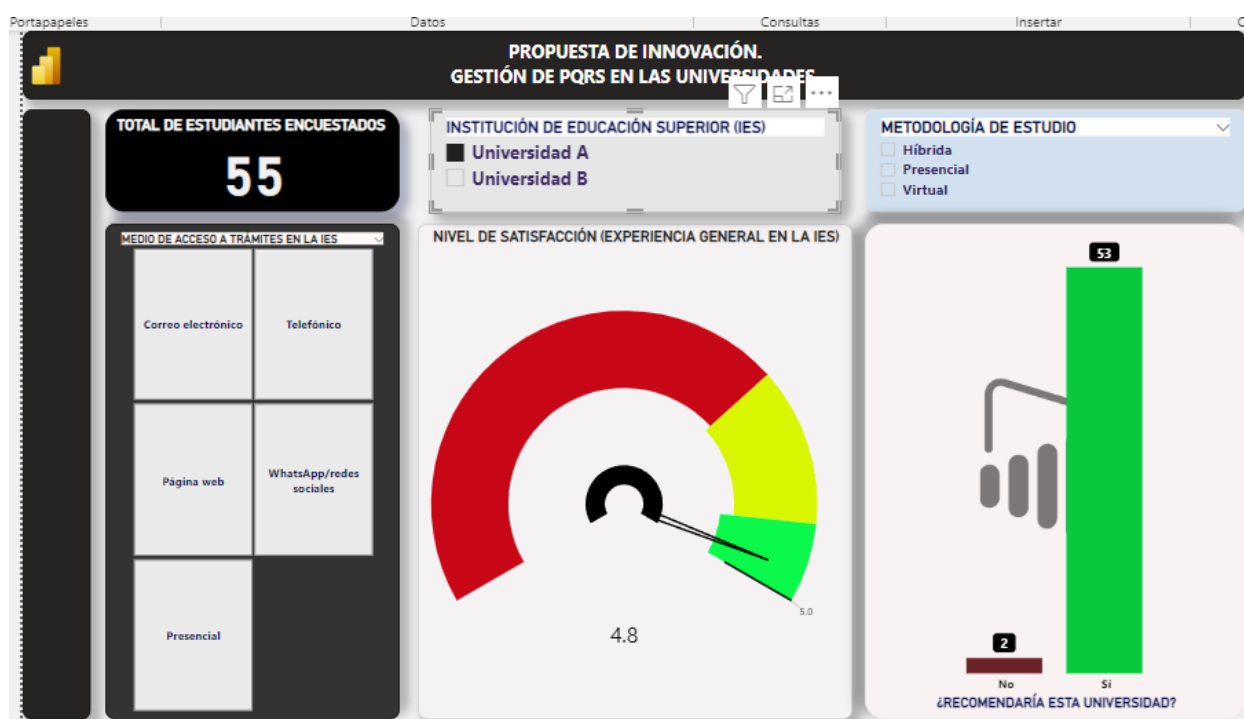 Portapapeles
Datos
Consultas
Insertar
PROPUESTA DE INNOVACIÓN.
GESTIÓN DE PQRS EN LAS UNIVERSIDADES
TOTAL DE ESTUDIANTES ENCUESTADOS
55
INSTITUCIÓN DE EDUCACIÓN SUPERIOR (IES)
Universidad A
Universidad B
METODOLOGÍA DE ESTUDIO
Híbrida
Presencial
Virtual
MEDIO DE ACCESO A TRÁMITES EN LA IES
Correo electrónico
Telefónico
Página web
WhatsApp/redes
sociales
Presencial
NIVEL DE SATISFACCIÓN (EXPERIENCIA GENERAL EN LA IES)
5.0
4.8
53
2
No
Sí
¿RECOMENDARÍA ESTA UNIVERSIDAD?